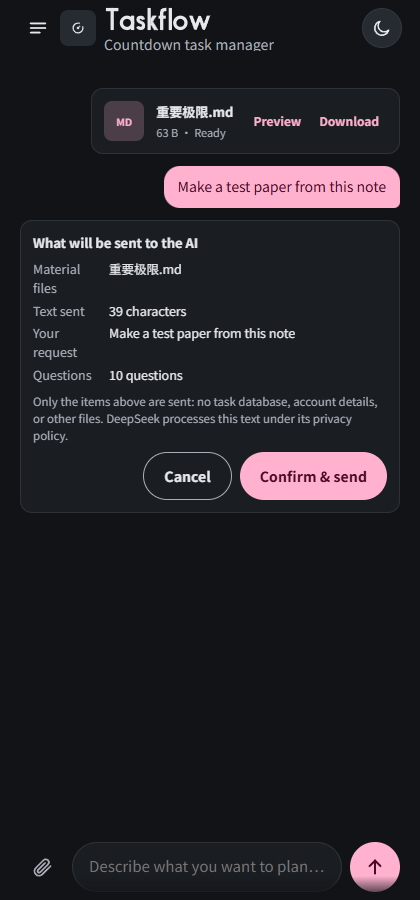 Taskflow
Countdown task manager
MD
重要极限.md
63 B • Ready
Preview
Download
Make a test paper from this note
What will be sent to the AI
Material files
重要极限.md
Text sent
39 characters
Your request
Make a test paper from this note
Questions
10 questions
Only the items above are sent: no task database, account details,
or other files. DeepSeek processes this text under its privacy
policy.
Cancel
Confirm & send
Describe what you want to plan…